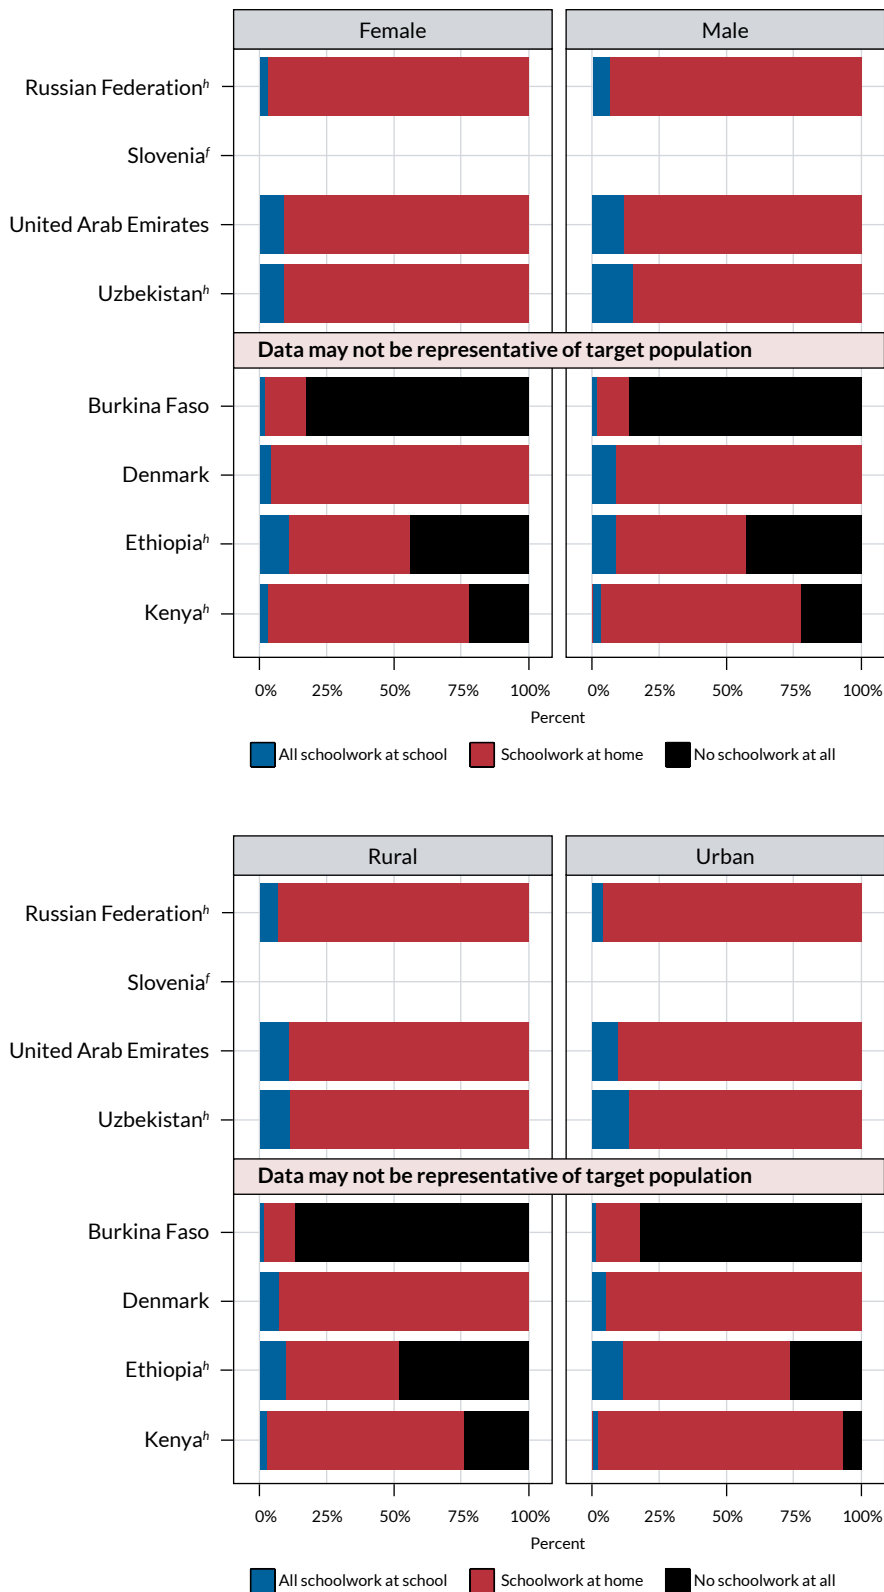 Female Male
Russian Federationʰ
Sloveniaᶠ
United Arab Emirates
Uzbekistanʰ
Data may not be representative of target population
Burkina Faso
Denmark
Ethiopiaʰ
Kenyaʰ
0% 25% 50% 75% 100% 0% 25% 50% 75% 100%
Percent
All schoolwork at school Schoolwork at home No schoolwork at all
Rural Urban
Russian Federationʰ
Sloveniaᶠ
United Arab Emirates
Uzbekistanʰ
Data may not be representative of target population
Burkina Faso
Denmark
Ethiopiaʰ
Kenyaʰ
0% 25% 50% 75% 100% 0% 25% 50% 75% 100%
Percent
All schoolwork at school Schoolwork at home No schoolwork at all